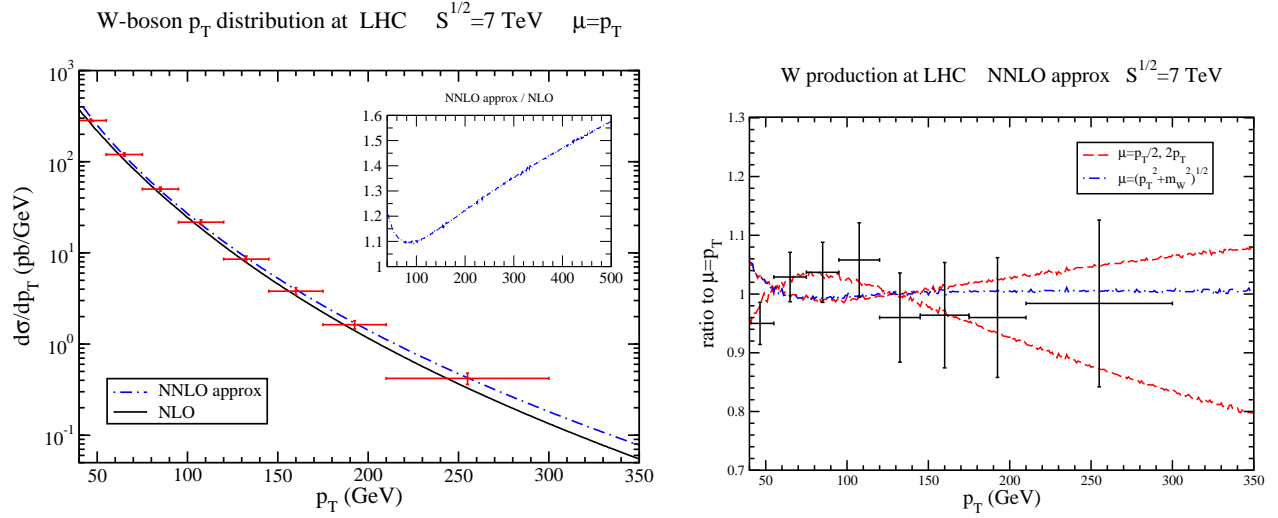 W-boson p_T distribution at LHC S^1/2=7 TeV μ=p_T
10^3
10^2
10^1
10^0
10^-1
dσ/dp_T (pb/GeV)
50 100 150 200 250 300 350
p_T (GeV)
NNLO approx
NLO
NNLO approx / NLO
1.6
1.5
1.4
1.3
1.2
1.1
1
100 200 300 400 500
W production at LHC NNLO approx S^1/2=7 TeV
1.3
1.2
1.1
1.0
0.9
0.8
0.7
ratio to μ=p_T
μ=p_T/2, 2p_T
μ=(p_T^2+m_W^2)^1/2
50 100 150 200 250 300 350
p_T (GeV)